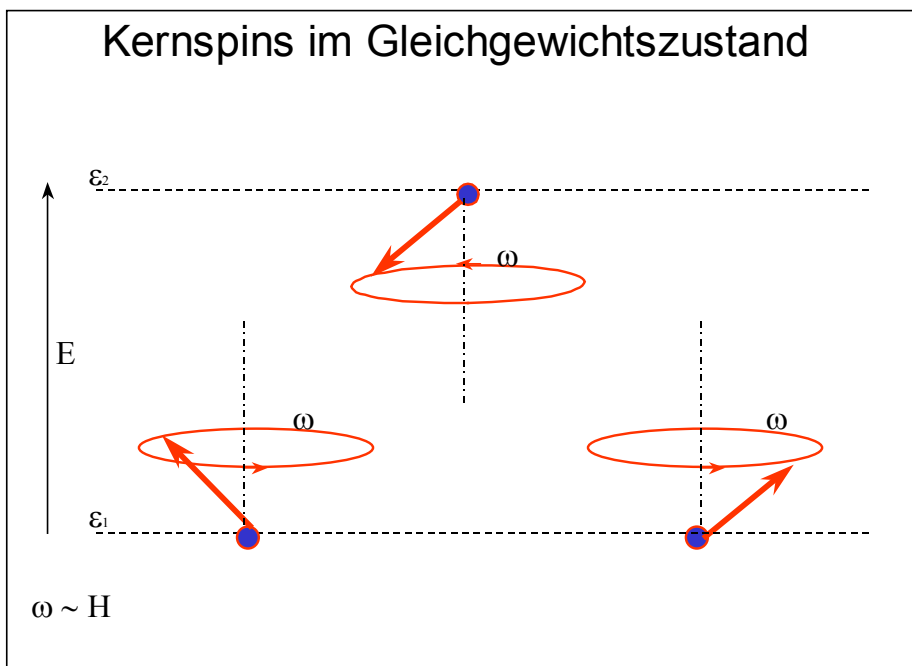 Kernspins im Gleichgewichtszustand
ε₂
ω
E
ω
ω
ε₁
ω ~ H